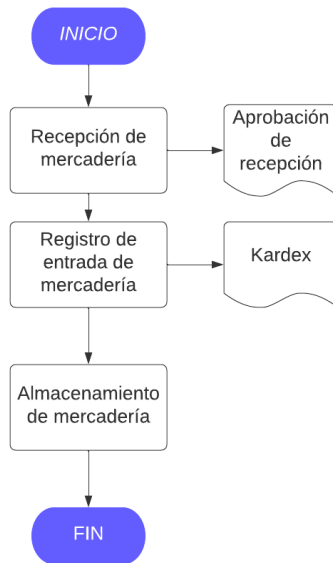 INICIO
Recepción de
mercadería
Aprobación
de
recepción
Registro de
entrada de
mercadería
Kardex
Almacenamiento
de mercadería
FIN